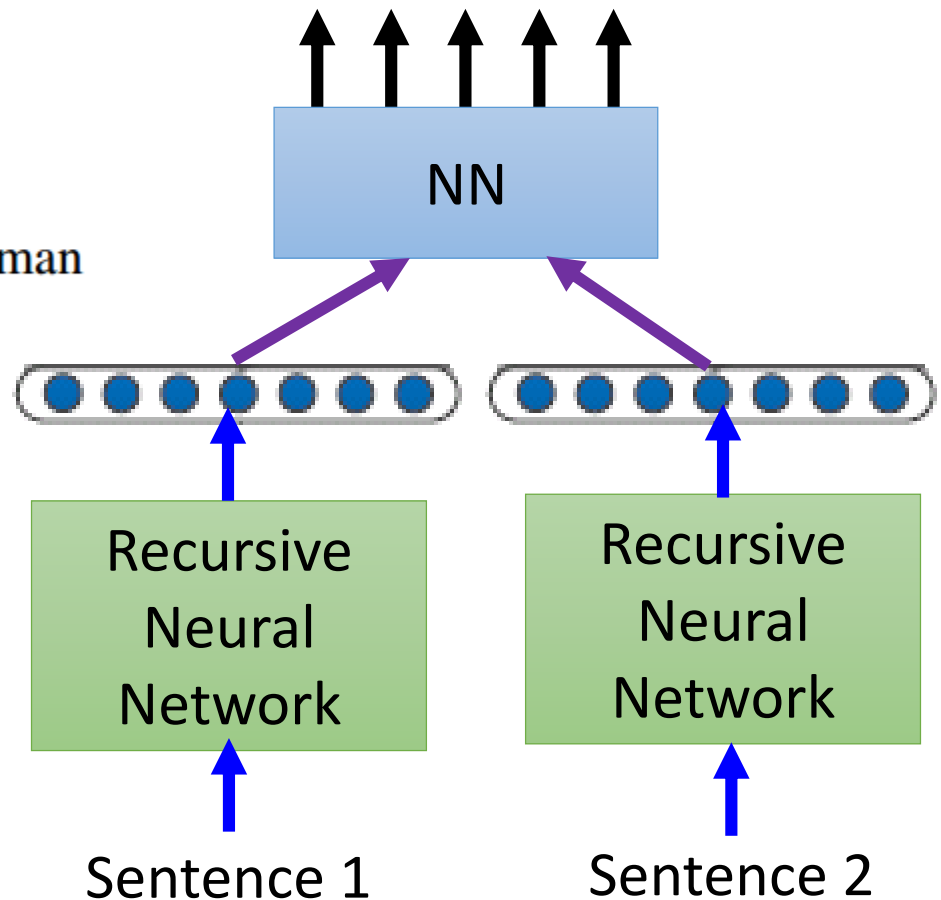 NN
man
Recursive
Neural
Network
Recursive
Neural
Network
Sentence 1
Sentence 2